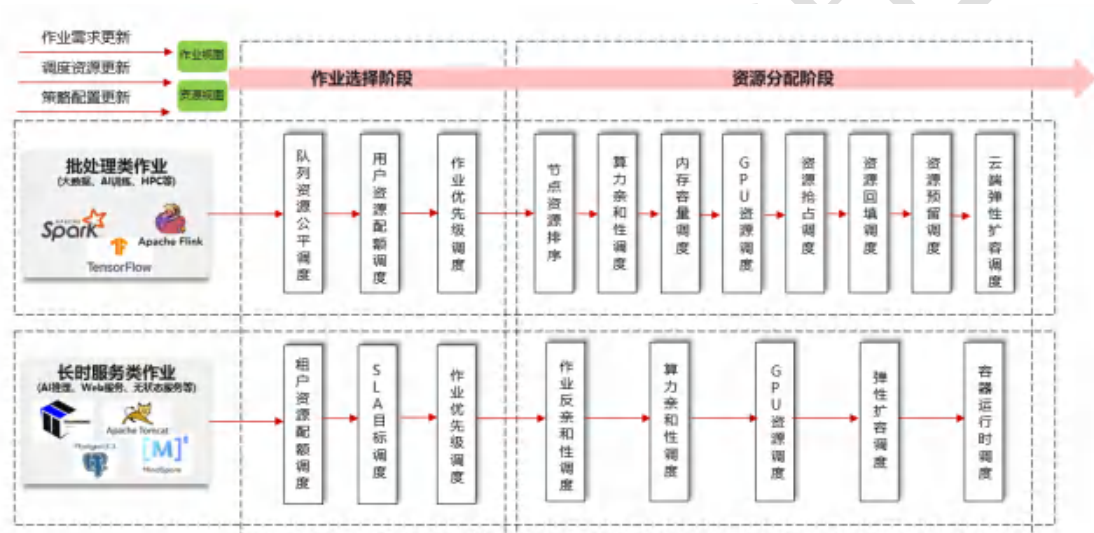 作业需求更新
作业视图
调度资源更新
作业选择阶段
资源分配阶段
策略配置更新
资源视图
批处理类作业
(大数据、AI训练、HPC等)
APACHE
Spark
Apache Flink
TensorFlow
队列资源公平调度
用户资源配额调度
作业优先级调度
节点资源排序
算力亲和性调度
内存容量调度
GPU资源调度
资源抢占调度
资源回填调度
资源预留调度
云端弹性扩容调度
长时服务类作业
(AI推理、Web服务、无状态服务等)
Apache Tomcat
PostgreSQL
[M]s
MindSpore
租户资源配额调度
SLA目标调度
作业优先级调度
作业反亲和性调度
算力亲和性调度
GPU资源调度
弹性扩容调度
容器运行时调度